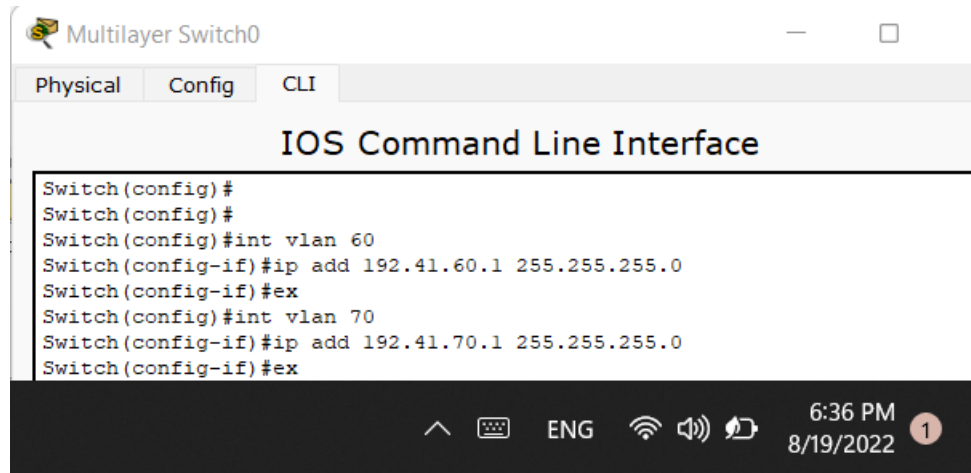 Multilayer Switch0
Physical Config CLI
IOS Command Line Interface
Switch(config)#
Switch(config)#
Switch(config)#int vlan 60
Switch(config-if)#ip add 192.41.60.1 255.255.255.0
Switch(config-if)#ex
Switch(config)#int vlan 70
Switch(config-if)#ip add 192.41.70.1 255.255.255.0
Switch(config-if)#ex
ENG
6:36 PM
8/19/2022
1